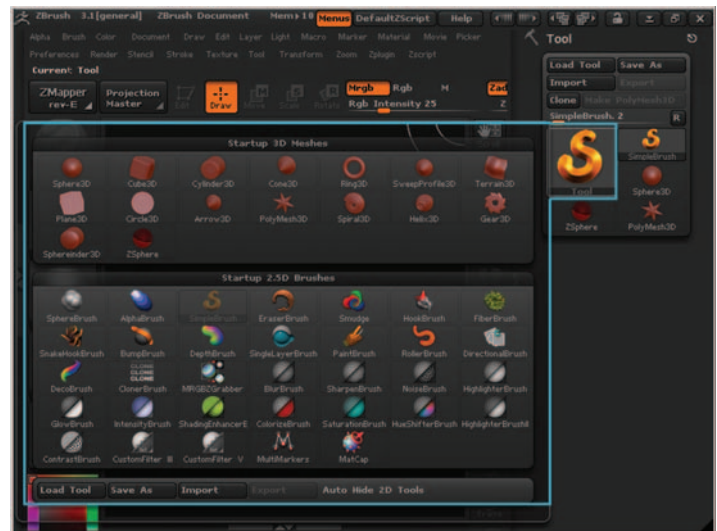 ZBrush 3.1[general] ZBrush Document Mem>10 Menus DefaultZScript Help
Alpha Brush Color Document Draw Edit Layer Light Macro Marker Material Movie Picker
Preferences Render Stencil Stroke Texture Tool Transform Zoom Zplugin Zscript
Current Tool
ZMapper rev-E Projection Master Edit Draw Move Scale Rotate Mrgb Rgb M Zad
Rgb Intensity 25 Z
Startup 3D Meshes
Sphere3D Cube3D Cylinder3D Cone3D Ring3D SweepProfile3D Terrain3D
Plane3D Circle3D Arrow3D PolyMesh3D Spiral3D Helix3D Gear3D
Sphereinder3D ZSphere
Startup 2.5D Brushes
SphereBrush AlphaBrush SimpleBrush EraserBrush Smudge HookBrush FiberBrush
SnakeHookBrush BumpBrush DepthBrush SingleLayerBrush PaintBrush RollerBrush DirectionalBrush
CLONE
CLONE
CLONE
DecoBrush ClonerBrush MRGBZGrabber BlurBrush SharpenBrush NoiseBrush HighlighterBrush
GlowBrush IntensityBrush ShadingEnhancerE ColorizeBrush SaturationBrush HueShifterBrush HighlighterBrushII
ContrastBrush CustomFilter III CustomFilter V MultiMarkers MatCap
Load Tool Save As Import Export Auto Hide 2D Tools
Tool
Load Tool Save As
Import Export
Clone Make PolyMesh3D
SimpleBrush. 2 R
Tool SimpleBrush
Sphere3D
ZSphere PolyMesh3D